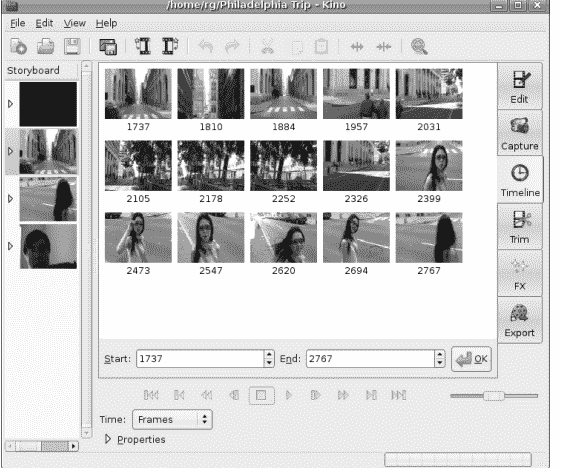 /home/rg/Philadelphia Trip - Kino
File Edit View Help
Storyboard
1737 1810 1884 1957 2031
2105 2178 2252 2326 2399
2473 2547 2620 2694 2767
Edit
Capture
Timeline
Trim
FX
Export
Start: 1737 End: 2767 OK
Time: Frames
Properties